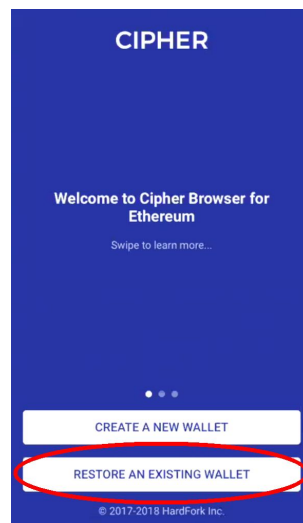 CIPHER
Welcome to Cipher Browser for
Ethereum
Swipe to learn more...
CREATE A NEW WALLET
RESTORE AN EXISTING WALLET
© 2017-2018 HardFork Inc.